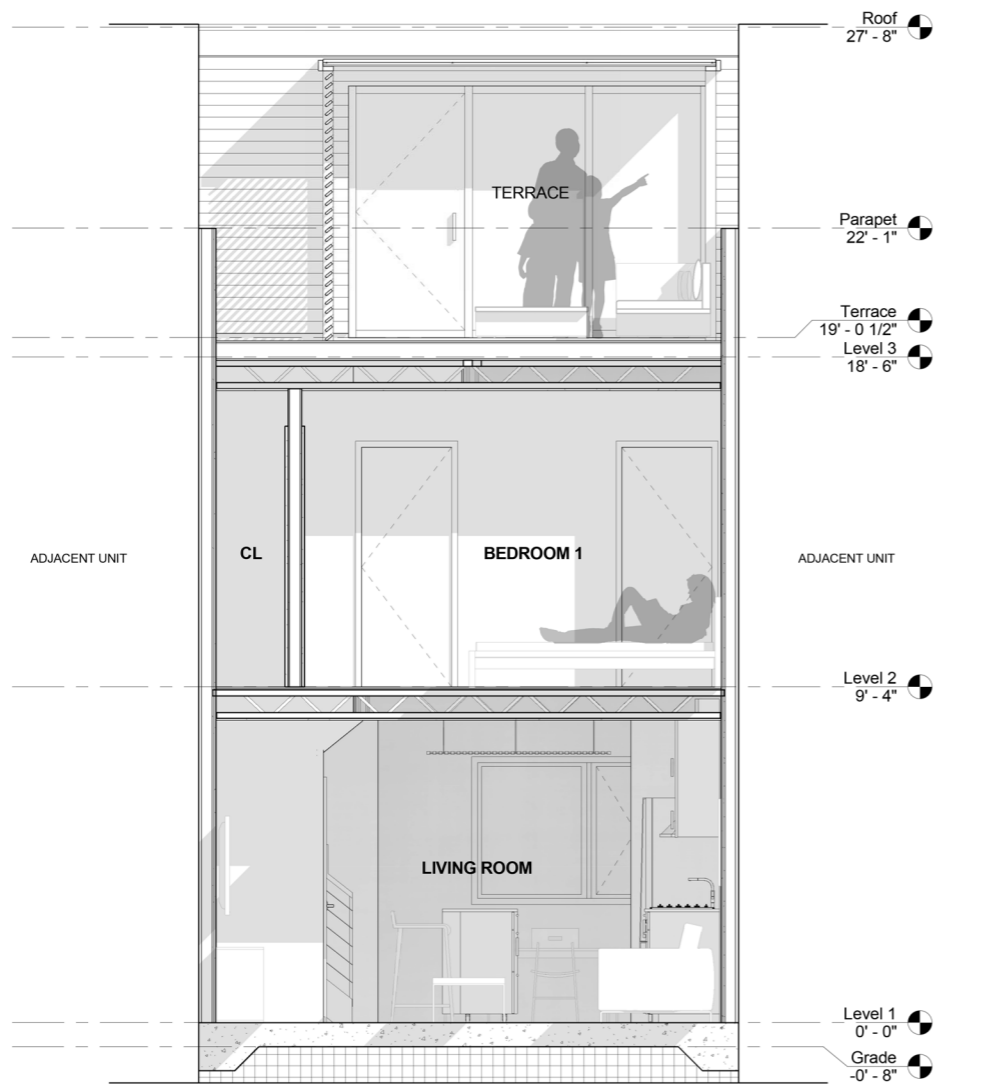 Roof
27' - 8"
TERRACE
Parapet
22' - 1"
Terrace
19' - 0 1/2"
Level 3
18' - 6"
ADJACENT UNIT
CL
BEDROOM 1
ADJACENT UNIT
Level 2
9' - 4"
LIVING ROOM
Level 1
0' - 0"
Grade
-0' - 8"